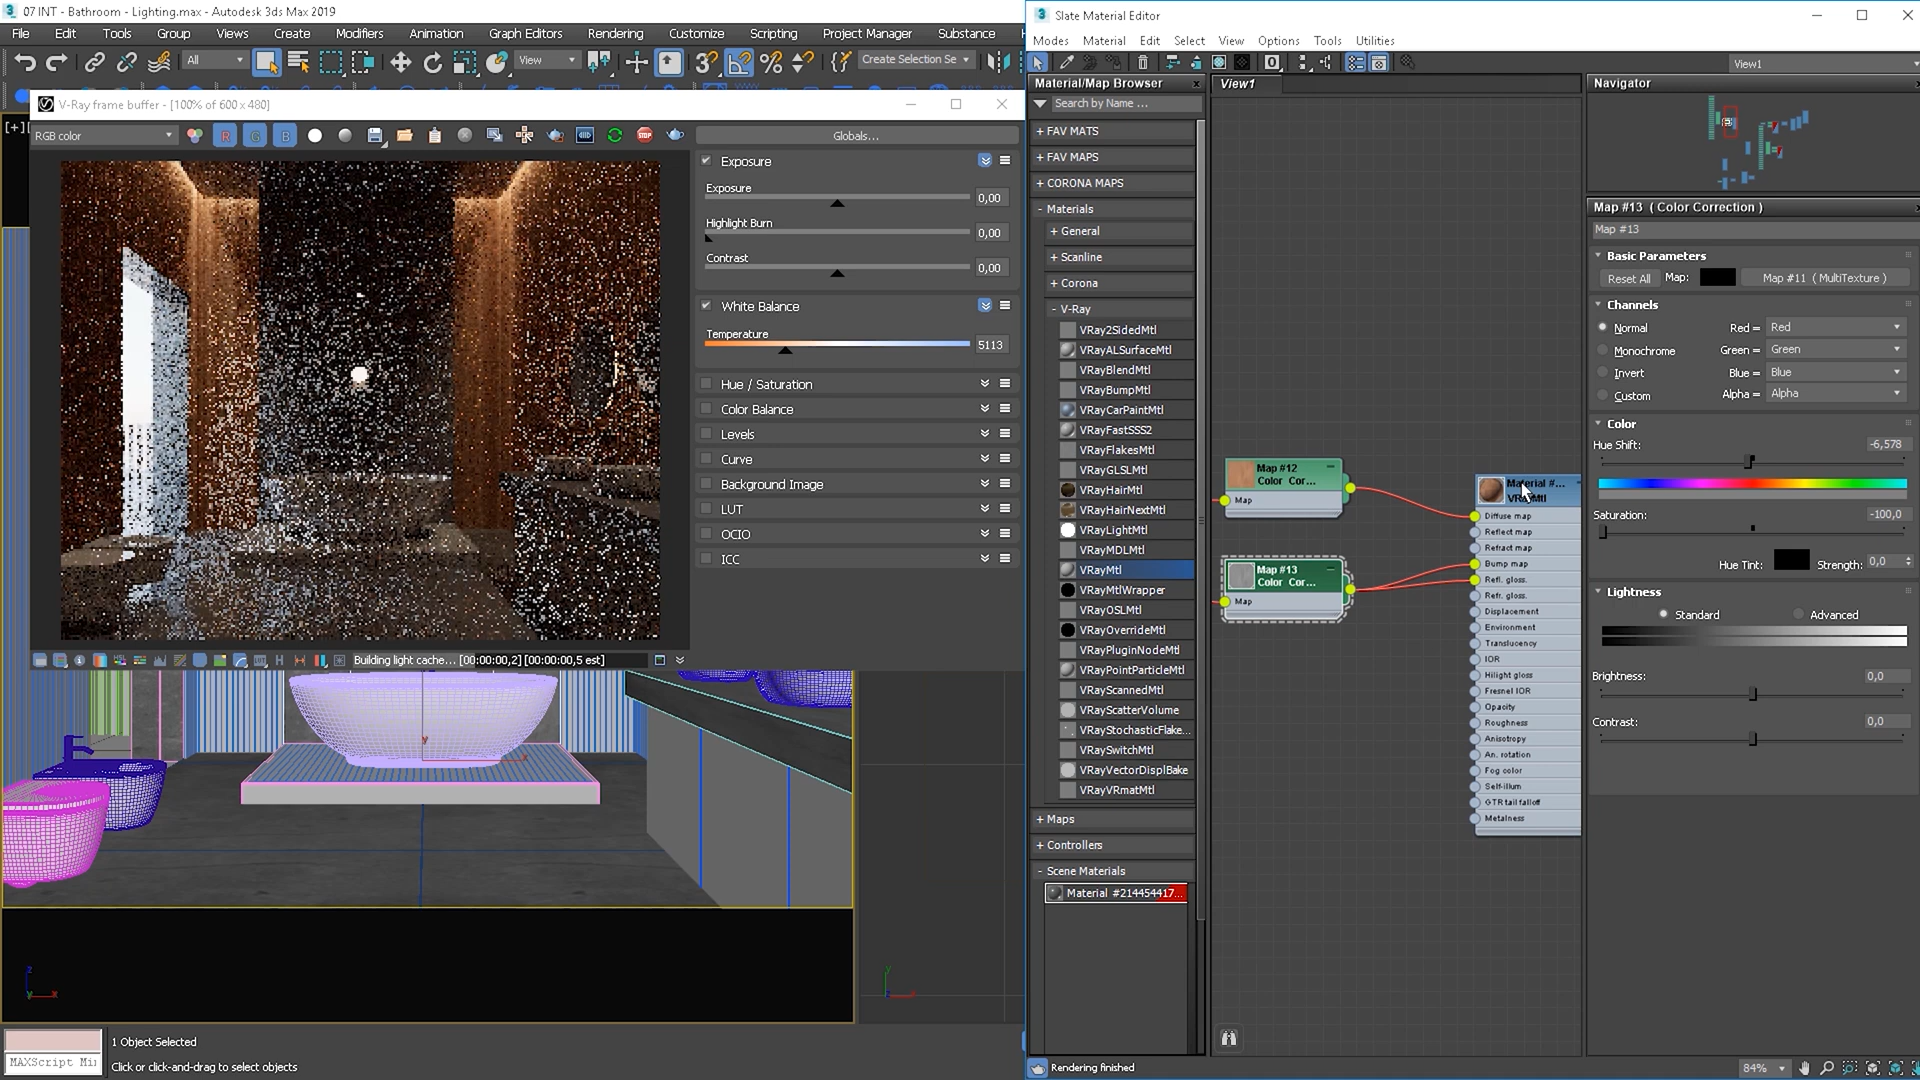 07 INT - Bathroom - Lighting.max - Autodesk 3ds Max 2019
File Edit Tools Group Views Create Modifiers Animation Graph Editors Rendering Customize Scripting Project Manager Substance
All View Create Selection Se
V-Ray frame buffer - [100% of 600 x 480]
RGB color R G B Globals...
Exposure
Exposure 0,00
Highlight Burn 0,00
Contrast 0,00
White Balance
Temperature 5113
Hue / Saturation
Color Balance
Levels
Curve
Background Image
LUT
OCIO
ICC
Building light cache... [00:00:00,2] [00:00:00,5 est]
[+]
y
x
z
y x
y
x
MAXScript Mi
1 Object Selected
Click or click-and-drag to select objects
Slate Material Editor
Modes Material Edit Select View Options Tools Utilities
View1
Material/Map Browser
Search by Name ...
+ FAV MATS
+ FAV MAPS
+ CORONA MAPS
- Materials
+ General
+ Scanline
+ Corona
- V-Ray
VRay2SidedMtl
VRayALSurfaceMtl
VRayBlendMtl
VRayBumpMtl
VRayCarPaintMtl
VRayFastSSS2
VRayFlakesMtl
VRayGLSLMtl
VRayHairMtl
VRayHairNextMtl
VRayLightMtl
VRayMDLMtl
VRayMtl
VRayMtlWrapper
VRayOSLMtl
VRayOverrideMtl
VRayPluginNodeMtl
VRayPointParticleMtl
VRayScannedMtl
VRayScatterVolume
VRayStochasticFlake...
VRaySwitchMtl
VRayVectorDisplBake
VRayVRmatMtl
+ Maps
+ Controllers
- Scene Materials
Material #214454417...
View1
Map #12
Color Cor...
Map
Map #13
Color Cor...
Map
Material #...
VRayMtl
Diffuse map
Reflect map
Refract map
Bump map
Refl. gloss.
Refr. gloss.
Displacement
Environment
Translucency
IOR
Hilight gloss
Fresnel IOR
Opacity
Roughness
Anisotropy
An. rotation
Fog color
Self-illum
GTR tail falloff
Metalness
Navigator
Map #13 ( Color Correction )
Map #13
Basic Parameters
Reset All Map: Map #11 ( MultiTexture )
Channels
Normal Red = Red
Monochrome Green = Green
Invert Blue = Blue
Custom Alpha = Alpha
Color
Hue Shift: -6,578
Saturation: -100,0
Hue Tint: Strength: 0,0
Lightness
Standard Advanced
Brightness: 0,0
Contrast: 0,0
Rendering finished
84%